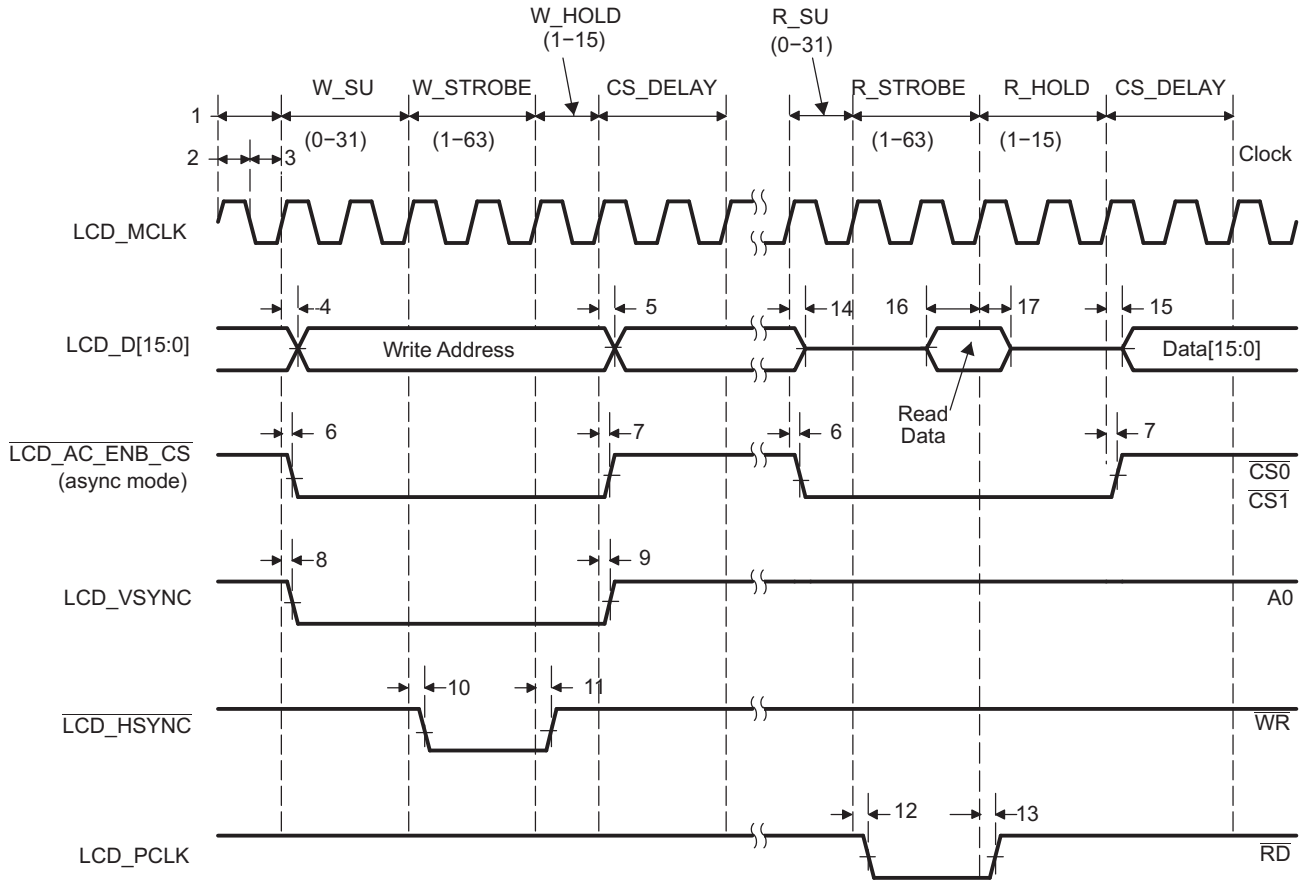 W_HOLD
(1−15)
R_SU
(0−31)
W_SU
W_STROBE
CS_DELAY
R_STROBE
R_HOLD
CS_DELAY
1
(0−31)
(1−63)
(1−63)
(1−15)
2
3
Clock
LCD_MCLK
4
5
14
16
17
15
LCD_D[15:0]
Write Address
Data[15:0]
Read
Data
6
7
6
7
LCD_AC_ENB_CS
(async mode)
CS0
CS1
8
9
LCD_VSYNC
A0
10
11
LCD_HSYNC
WR
12
13
LCD_PCLK
RD